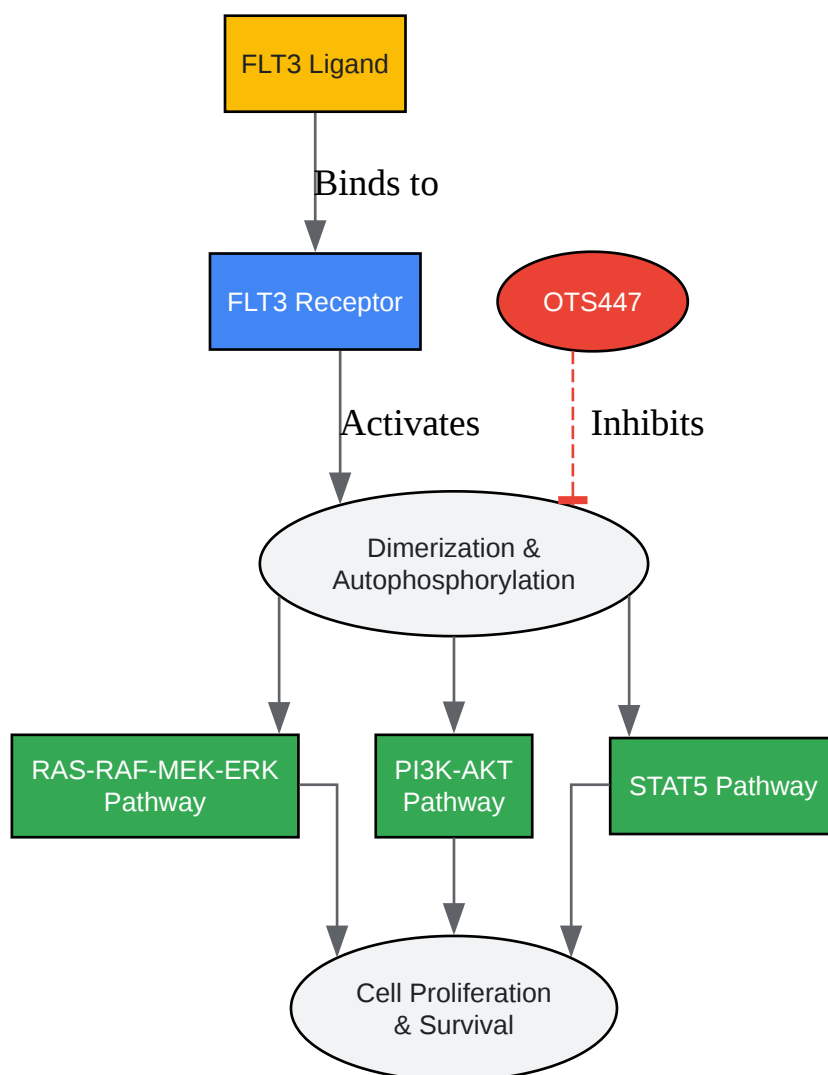 FLT3 Ligand
Binds to
FLT3 Receptor
OTS447
Activates
Inhibits
Dimerization &
Autophosphorylation
RAS-RAF-MEK-ERK
Pathway
PI3K-AKT
Pathway
STAT5 Pathway
Cell Proliferation
& Survival